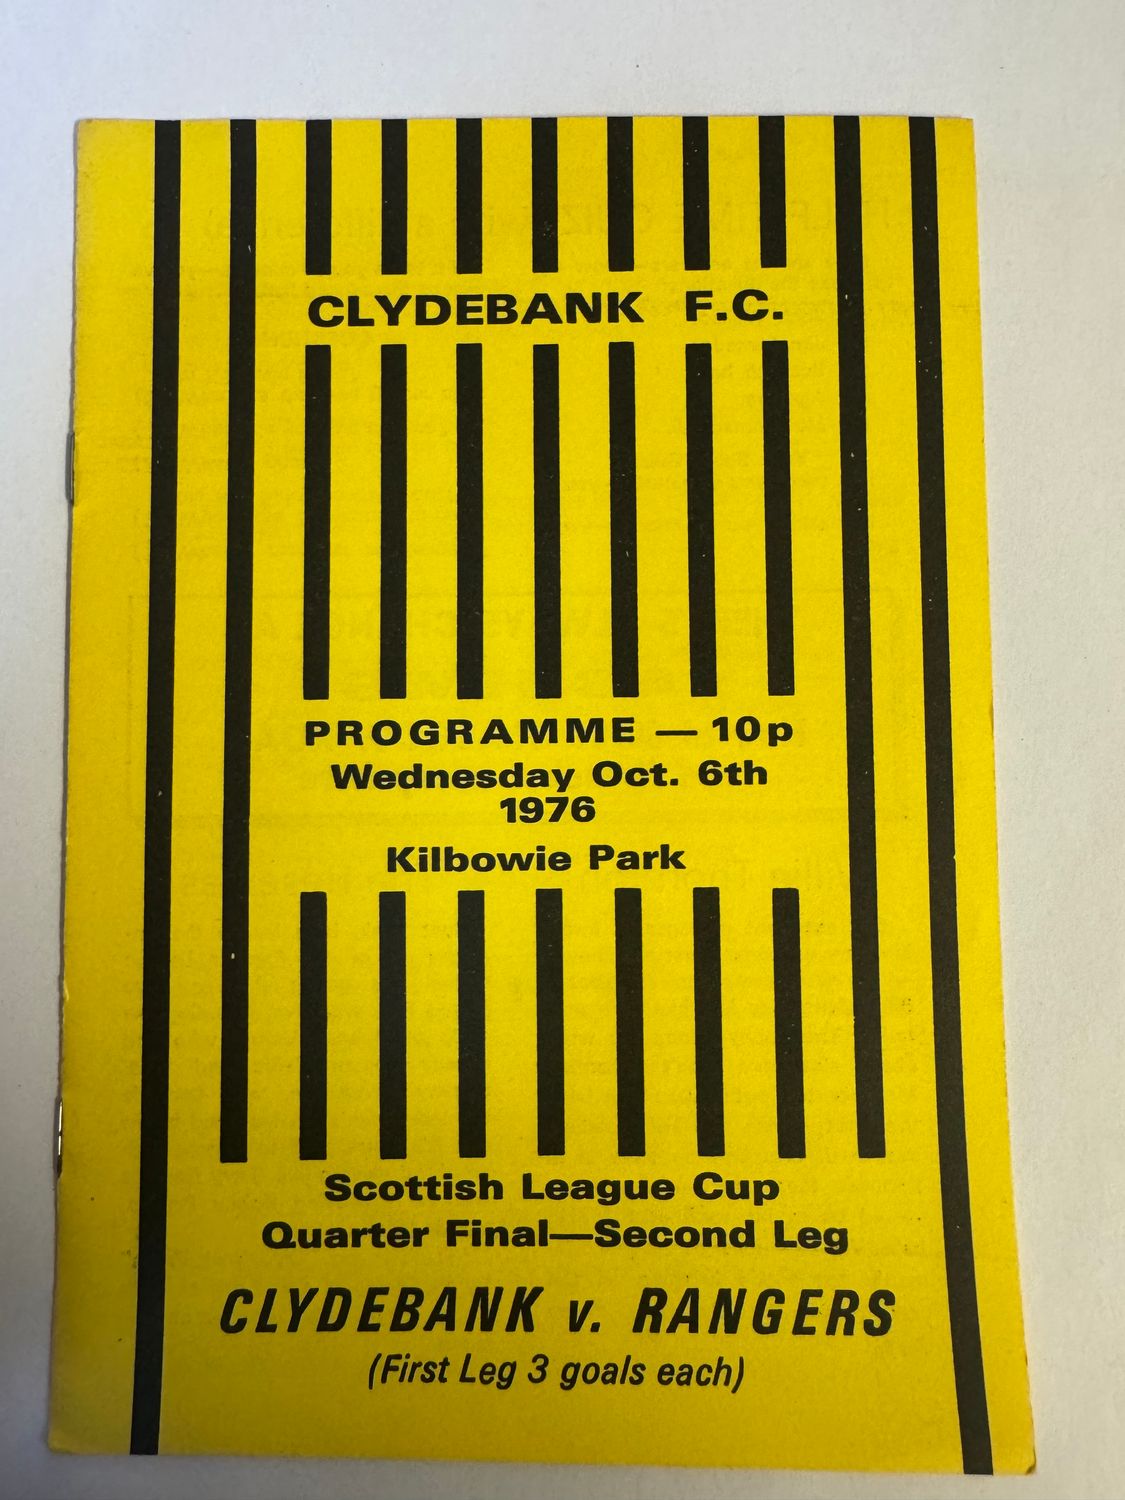 CLYDEBANK F.C.
PROGRAMME — 10p
Wednesday Oct. 6th
1976
Kilbowie Park
Scottish League Cup
Quarter Final—Second Leg
CLYDEBANK v. RANGERS
(First Leg 3 goals each)